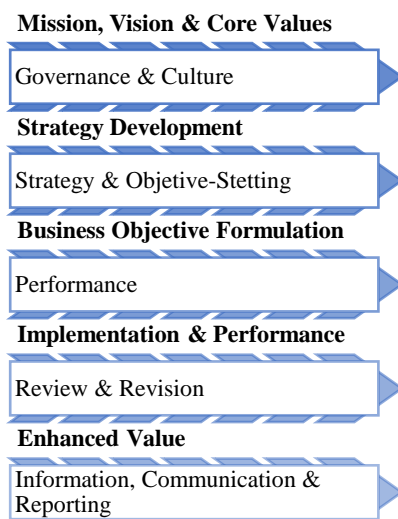 Mission, Vision & Core Values
Governance & Culture
Strategy Development
Strategy & Objetive-Stetting
Business Objective Formulation
Performance
Implementation & Performance
Review & Revision
Enhanced Value
Information, Communication &
Reporting